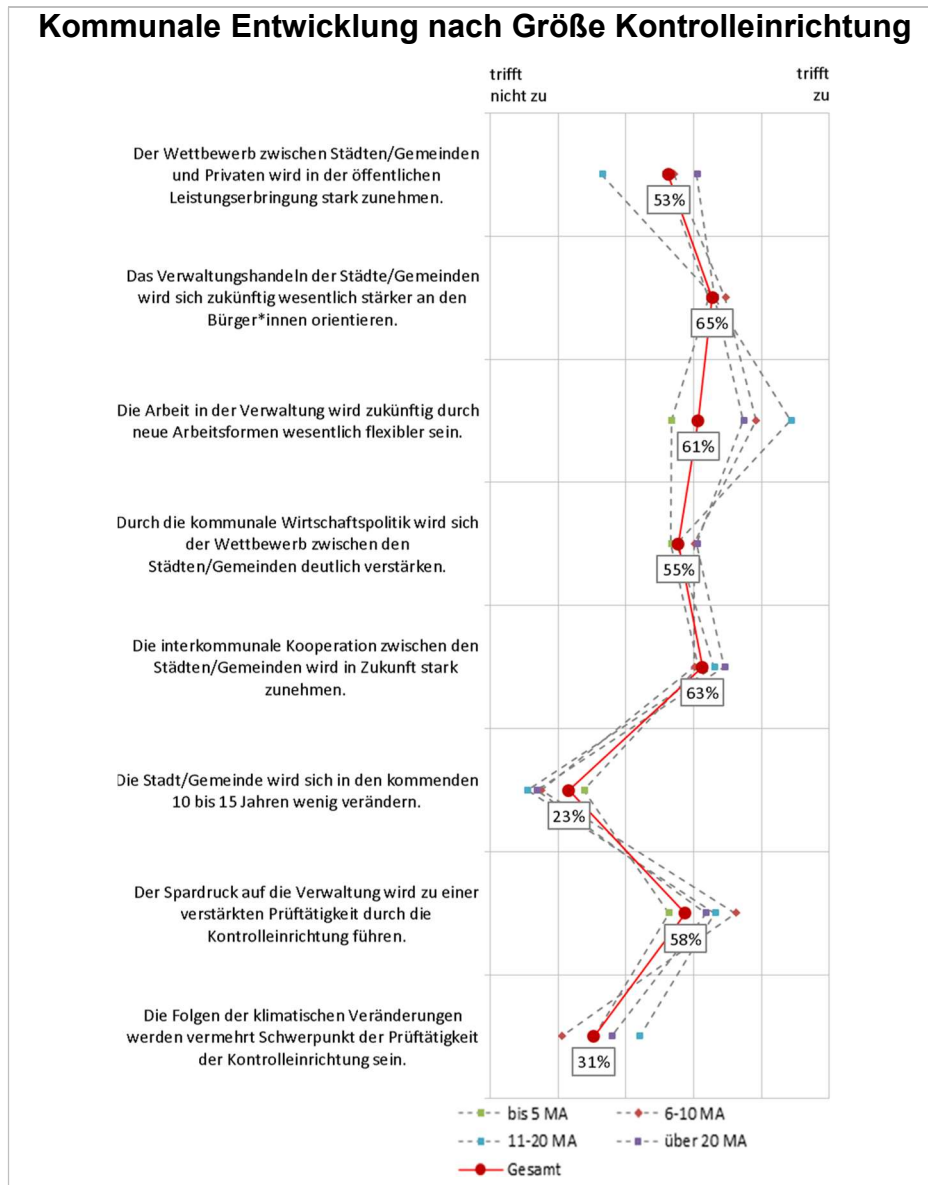 Kommunale Entwicklung nach Größe Kontrolleinrichtung
trifft
nicht zu
trifft
zu
Der Wettbewerb zwischen Städten/Gemeinden
und Privaten wird in der öffentlichen
Leistungserbringung stark zunehmen.
53%
Das Verwaltungshandeln der Städte/Gemeinden
wird sich zukünftig wesentlich stärker an den
Bürger*innen orientieren.
65%
Die Arbeit in der Verwaltung wird zukünftig durch
neue Arbeitsformen wesentlich flexibler sein.
61%
Durch die kommunale Wirtschaftspolitik wird sich
der Wettbewerb zwischen den
Städten/Gemeinden deutlich verstärken.
55%
Die interkommunale Kooperation zwischen den
Städten/Gemeinden wird in Zukunft stark
zunehmen.
63%
Die Stadt/Gemeinde wird sich in den kommenden
10 bis 15 Jahren wenig verändern.
23%
Der Spardruck auf die Verwaltung wird zu einer
verstärkten Prüftätigkeit durch die
Kontrolleinrichtung führen.
58%
Die Folgen der klimatischen Veränderungen
werden vermehrt Schwerpunkt der Prüftätigkeit
der Kontrolleinrichtung sein.
31%
bis 5 MA
6-10 MA
11-20 MA
über 20 MA
Gesamt